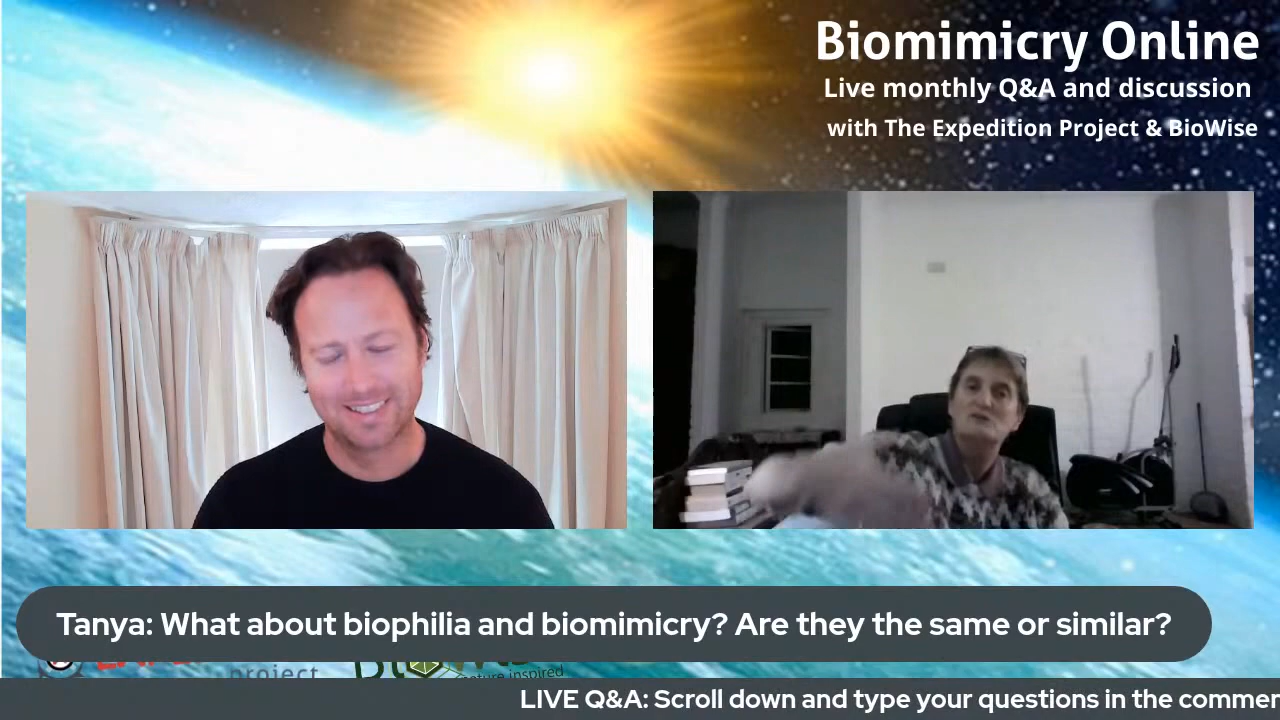 Biomimicry Online
Live monthly Q&A and discussion
with The Expedition Project & BioWise
Tanya: What about biophilia and biomimicry? Are they the same or similar?
project
nature inspired
LIVE Q&A: Scroll down and type your questions in the